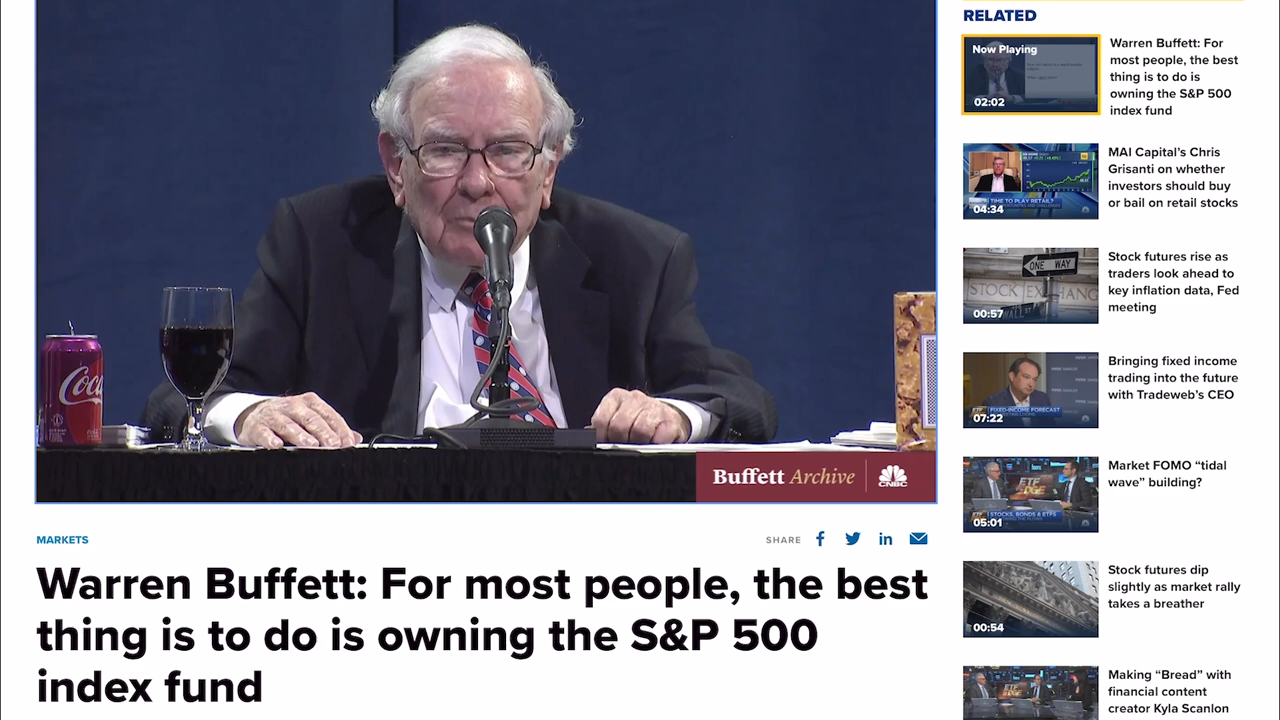 Coca
Buffett Archive
CNBC
MARKETS
SHARE
Warren Buffett: For most people, the best
thing is to do is owning the S&P 500
index fund
RELATED
Now Playing
02:02
Warren Buffett: For
most people, the best
thing is to do is
owning the S&P 500
index fund
TIME TO PLAY RETAIL?
04:34
MAI Capital’s Chris
Grisanti on whether
investors should buy
or bail on retail stocks
ONE WAY
STOCK EXCHANG
WALL ST
00:57
Stock futures rise as
traders look ahead to
key inflation data, Fed
meeting
FIXED-INCOME FORECAST
07:22
Bringing fixed income
trading into the future
with Tradeweb’s CEO
ETF EDGE
STOCKS, BONDS & ETFS
05:01
Market FOMO “tidal
wave” building?
00:54
Stock futures dip
slightly as market rally
takes a breather
ETF EDGE
Making “Bread” with
financial content
creator Kyla Scanlon